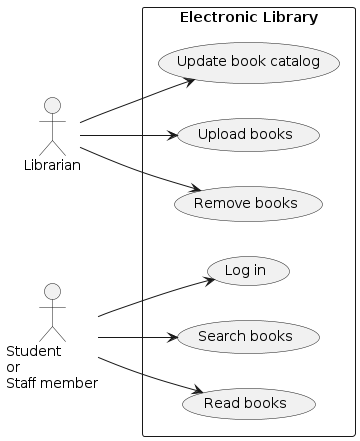 Electronic Library
Update book catalog
Upload books
Librarian
Remove books
Log in
Search books
Student
or
Staff member
Read books